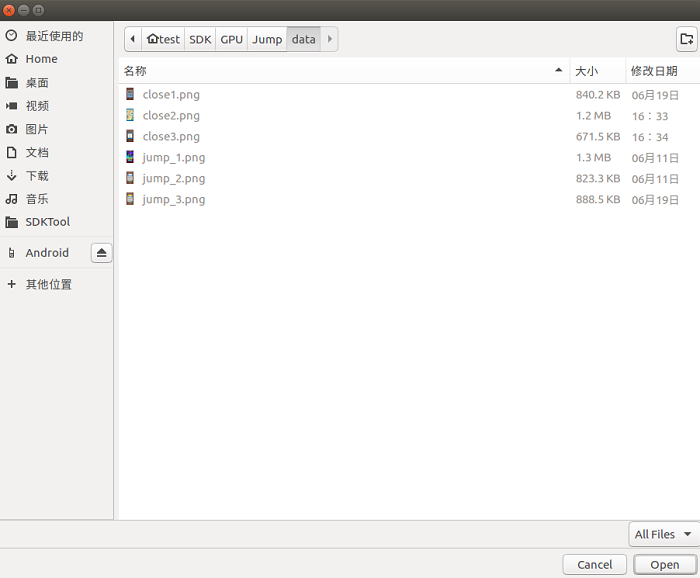 最近使用的
Home
桌面
视频
图片
文档
下载
音乐
SDKTool
Android
其他位置
test SDK GPU Jump data
名称 大小 修改日期
close1.png 840.2 KB 06月19日
close2.png 1.2 MB 16：33
close3.png 671.5 KB 16：34
jump_1.png 1.3 MB 06月11日
jump_2.png 823.3 KB 06月11日
jump_3.png 888.5 KB 06月19日
All Files
Cancel Open